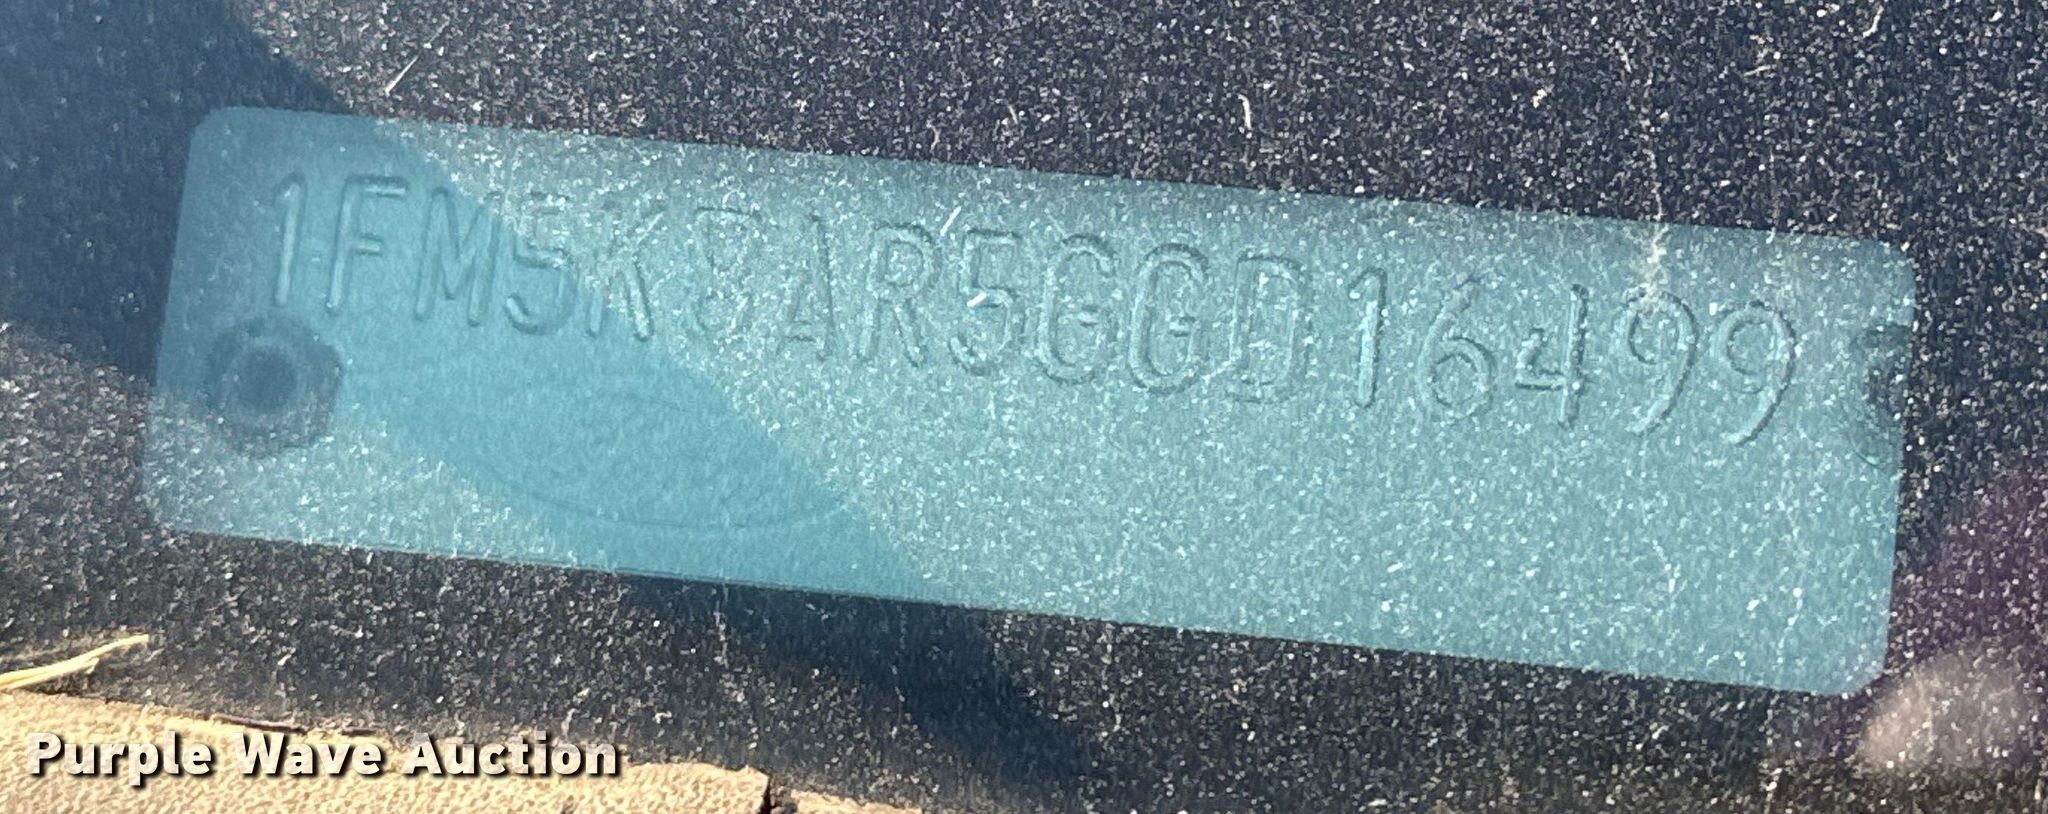 1FM5K8AR5GGD16499
Purple Wave Auction